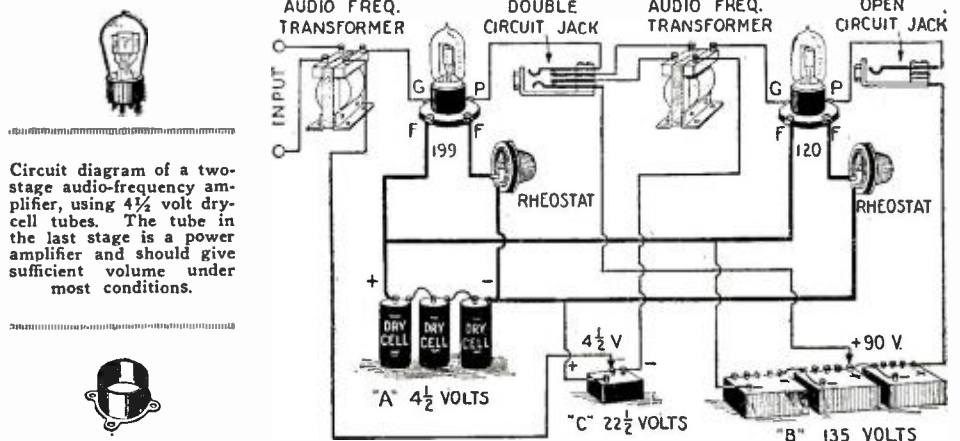 AUDIO FREQ.
TRANSFORMER
DOUBLE
CIRCUIT JACK
AUDIO FREQ.
TRANSFORMER
OPEN
CIRCUIT JACK
INPUT
G
P
F
F
199
RHEOSTAT
G
P
F
F
120
RHEOSTAT
Circuit diagram of a two-
stage audio-frequency am-
plifier, using 4½ volt dry-
cell tubes. The tube in
the last stage is a power
amplifier and should give
sufficient volume under
most conditions.
+
-
DRY
CELL
DRY
CELL
DRY
CELL
"A" 4½ VOLTS
4½ V
+
-
"C" 22½ VOLTS
+90 V.
-
-
-
"B" 135 VOLTS